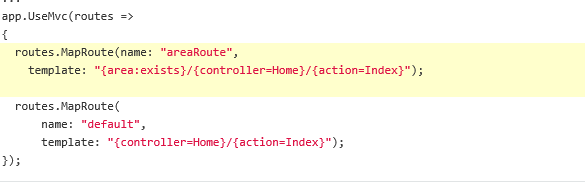 ...
app.UseMvc(routes =>
{
routes.MapRoute(name: "areaRoute",
template: "{area:exists}/{controller=Home}/{action=Index}");
routes.MapRoute(
name: "default",
template: "{controller=Home}/{action=Index}");
});